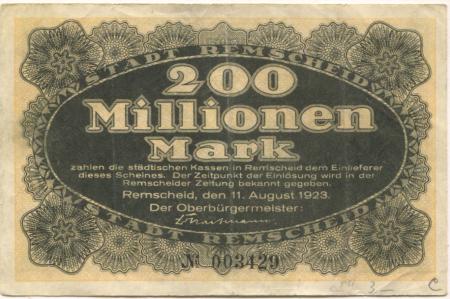 STADT REMSCHEID
200
Millionen
Mark
zahlen die städtischen Kassen in Remscheid dem Einlieferer
dieses Scheines. Der Zeitpunkt der Einlösung wird in der
Remscheider Zeitung bekannt gegeben.
Remscheid, den 11. August 1923.
Der Oberbürgermeister:
STADT REMSCHEID
№ 003429
3.- C